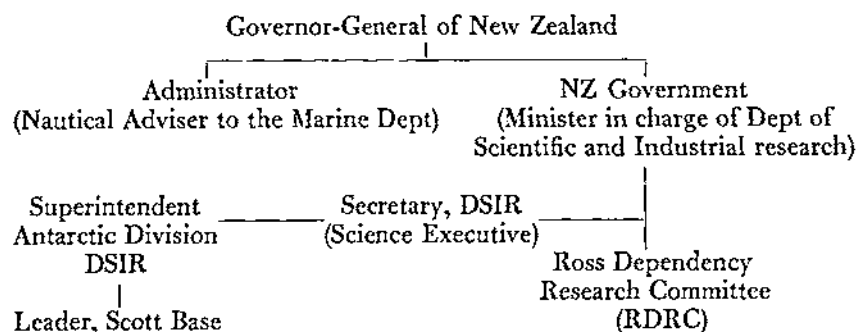 Governor-General of New Zealand
Administrator
(Nautical Adviser to the Marine Dept)
NZ Government
(Minister in charge of Dept of
Scientific and Industrial research)
Superintendent
Antarctic Division
DSIR
Secretary, DSIR
(Science Executive)
Ross Dependency
Research Committee
(RDRC)
Leader, Scott Base